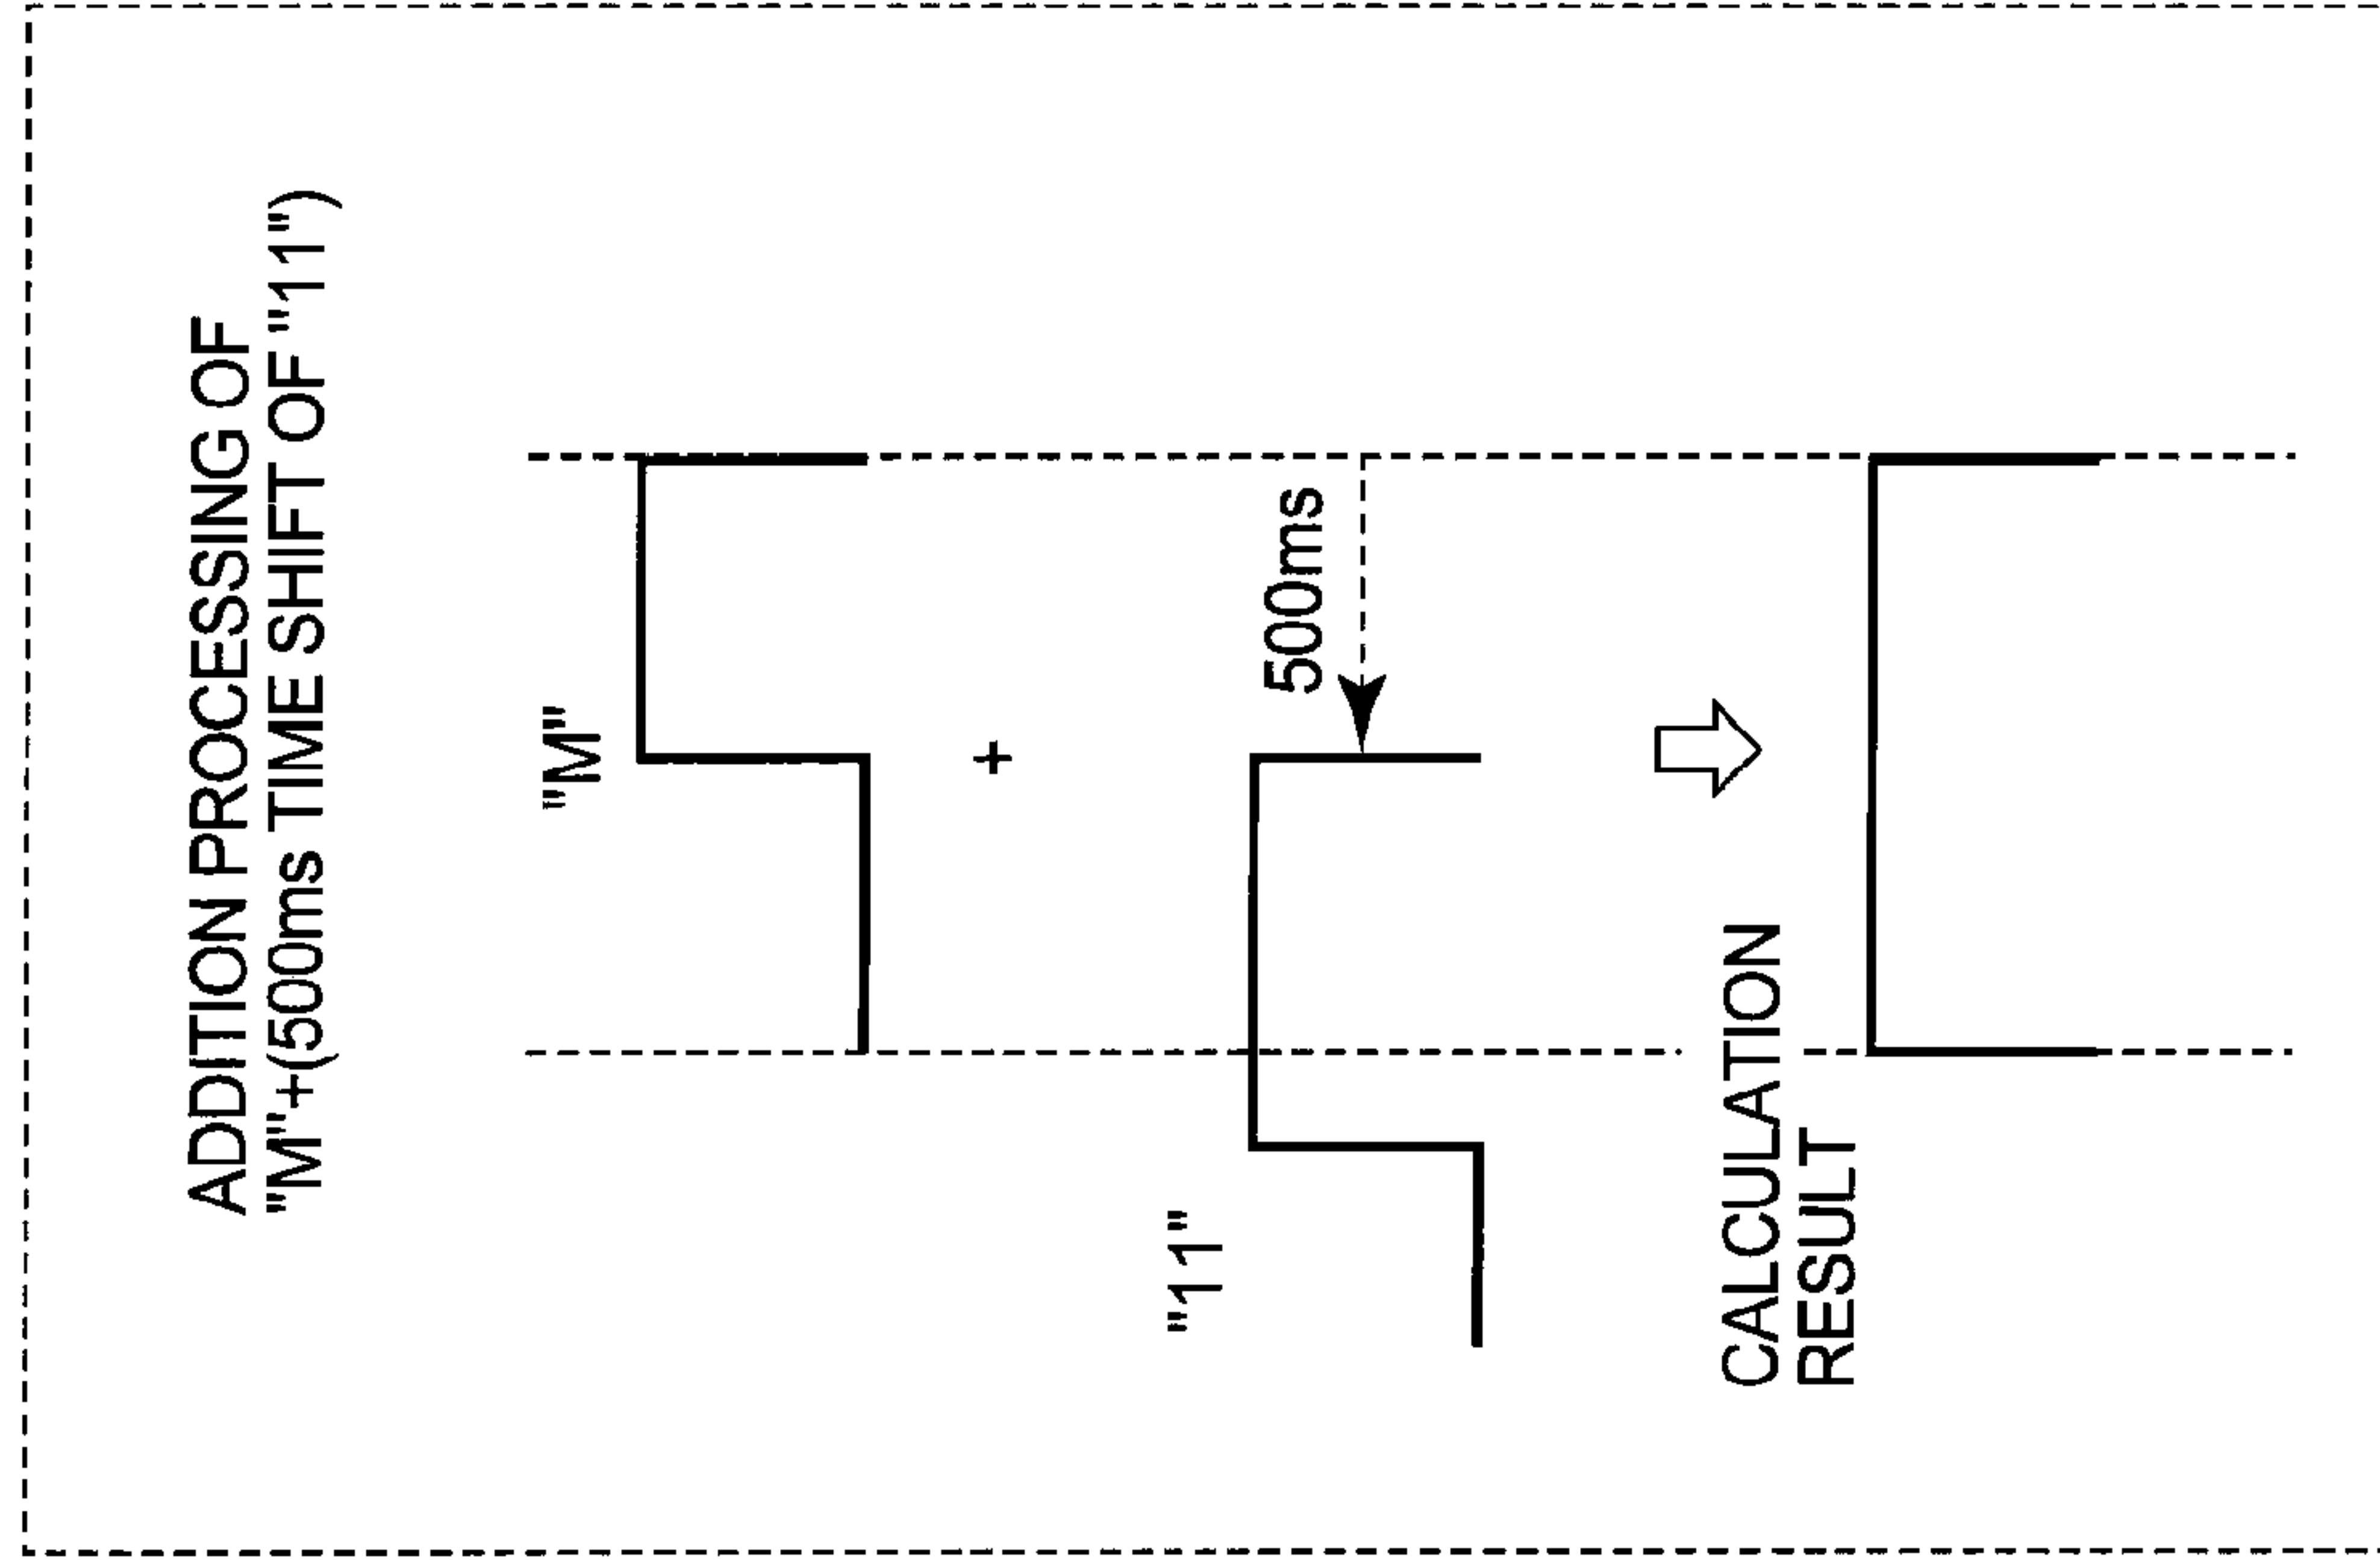 ADDITION PROCESSING OF
"M"+(500ms TIME SHIFT OF "11")
"M"
+
500ms
"11"
CALCULATION
RESULT